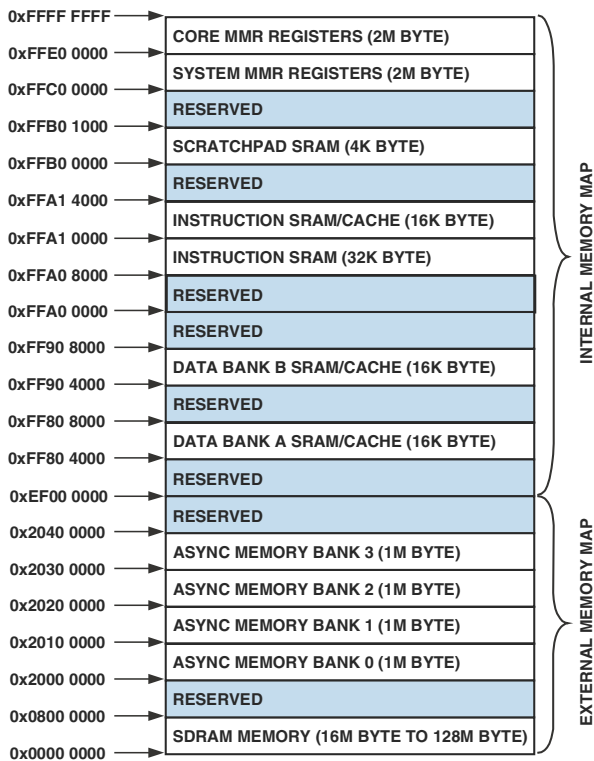 0xFFFF FFFF
CORE MMR REGISTERS (2M BYTE)
0xFFE0 0000
SYSTEM MMR REGISTERS (2M BYTE)
0xFFC0 0000
RESERVED
0xFFB0 1000
SCRATCHPAD SRAM (4K BYTE)
0xFFB0 0000
RESERVED
0xFFA1 4000
INSTRUCTION SRAM/CACHE (16K BYTE)
0xFFA1 0000
INSTRUCTION SRAM (32K BYTE)
0xFFA0 8000
RESERVED
0xFFA0 0000
RESERVED
0xFF90 8000
DATA BANK B SRAM/CACHE (16K BYTE)
0xFF90 4000
RESERVED
0xFF80 8000
DATA BANK A SRAM/CACHE (16K BYTE)
0xFF80 4000
RESERVED
0xEF00 0000
RESERVED
0x2040 0000
ASYNC MEMORY BANK 3 (1M BYTE)
0x2030 0000
ASYNC MEMORY BANK 2 (1M BYTE)
0x2020 0000
ASYNC MEMORY BANK 1 (1M BYTE)
0x2010 0000
ASYNC MEMORY BANK 0 (1M BYTE)
0x2000 0000
RESERVED
0x0800 0000
SDRAM MEMORY (16M BYTE TO 128M BYTE)
0x0000 0000
INTERNAL MEMORY MAP
EXTERNAL MEMORY MAP